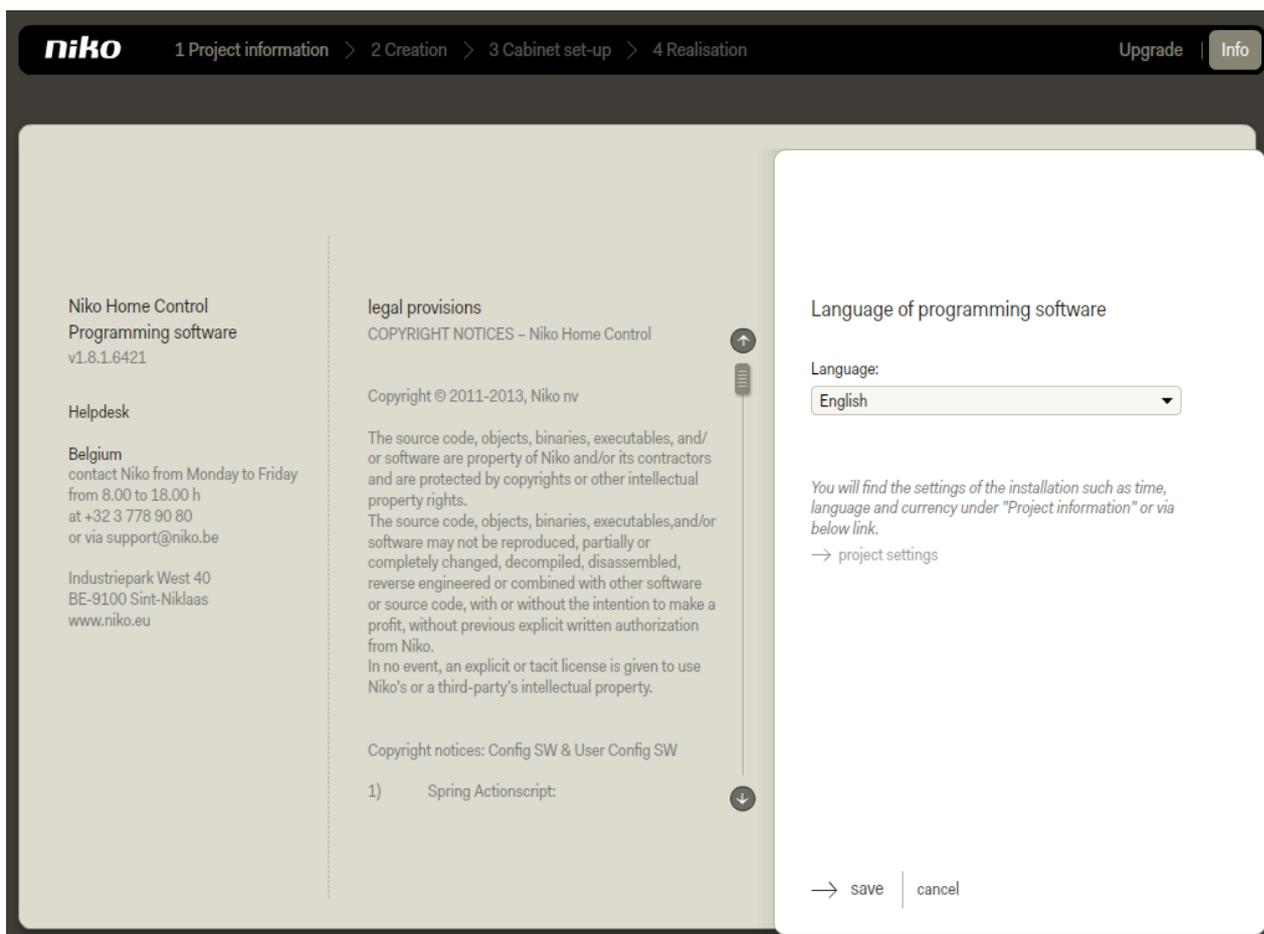 niko
1 Project information
2 Creation
3 Cabinet set-up
4 Realisation
Upgrade
Info
Niko Home Control
Programming software
v1.8.1.6421
Helpdesk
Belgium
contact Niko from Monday to Friday
from 8.00 to 18.00 h
at +32 3 778 90 80
or via support@niko.be
Industriepark West 40
BE-9100 Sint-Niklaas
www.niko.eu
legal provisions
COPYRIGHT NOTICES – Niko Home Control
Copyright © 2011-2013, Niko nv
The source code, objects, binaries, executables, and/
or software are property of Niko and/or its contractors
and are protected by copyrights or other intellectual
property rights.
The source code, objects, binaries, executables,and/or
software may not be reproduced, partially or
completely changed, decompiled, disassembled,
reverse engineered or combined with other software
or source code, with or without the intention to make a
profit, without previous explicit written authorization
from Niko.
In no event, an explicit or tacit license is given to use
Niko's or a third-party's intellectual property.
Copyright notices: Config SW & User Config SW
1) Spring Actionscript:
Language of programming software
Language:
English
You will find the settings of the installation such as time,
language and currency under "Project information" or via
below link.
project settings
save
cancel